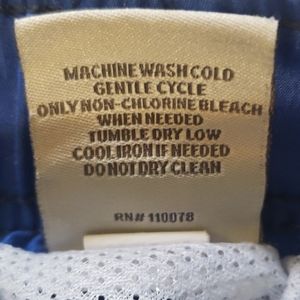 MACHINE WASH COLD
GENTLE CYCLE
ONLY NON-CHLORINE BLEACH
WHEN NEEDED
TUMBLE DRY LOW
COOL IRON IF NEEDED
DO NOT DRY CLEAN
RN# 110078